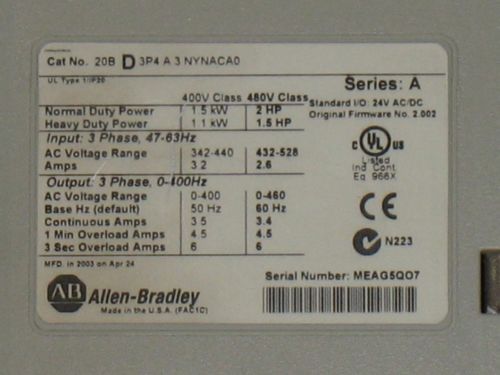 Cat No. 20B D 3P4 A 3 NYNACA0
UL Type 1/IP20
Series: A
400V Class 480V Class
Standard I/O: 24V AC/DC
Original Firmware No. 2.002
Normal Duty Power 1.5 kW 2 HP
Heavy Duty Power 1.1 kW 1.5 HP
Input: 3 Phase, 47-63Hz
AC Voltage Range 342-440 432-528
Amps 3.2 2.6
Output: 3 Phase, 0-400Hz
AC Voltage Range 0-400 0-460
Base Hz (default) 50 Hz 60 Hz
Continuous Amps 3.5 3.4
1 Min Overload Amps 4.5 4.5
3 Sec Overload Amps 6 6
C UL US
Listed
Ind. Cont.
Eq. 966X
CE
N223
MFD. in 2003 on Apr 24
Serial Number: MEAG5QO7
AB Allen-Bradley
Made in the U.S.A. (FAC1C)